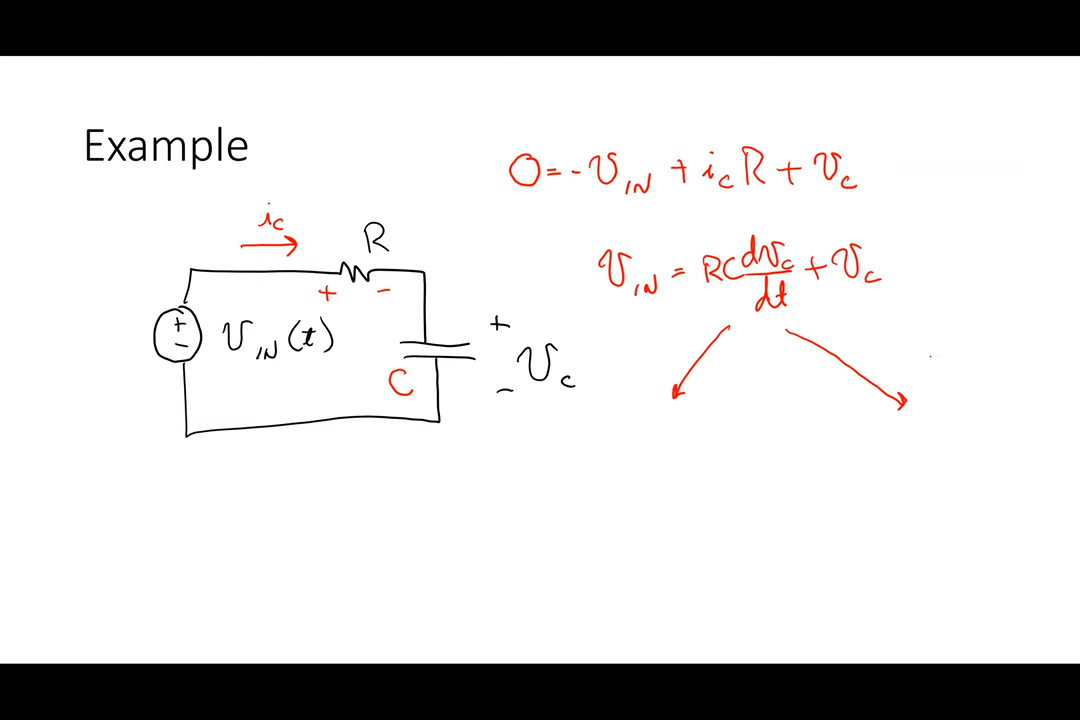 Example
0 = - V_IN + i_C R + V_C
i_C
R
V_IN = RC dV_C/dt + V_C
+ -
+ - V_IN (t)
+
C
V_C
-